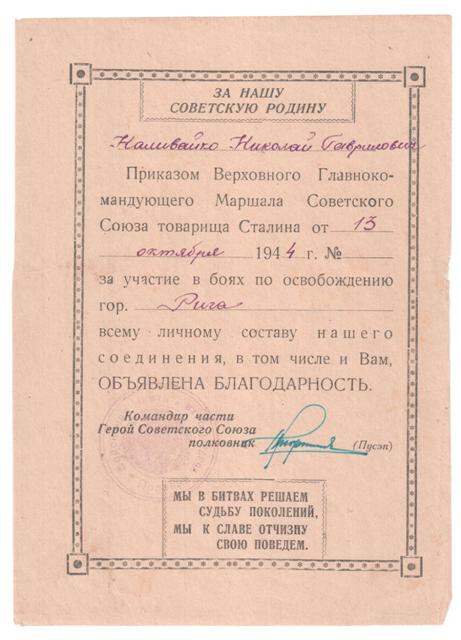 ЗА НАШУ
СОВЕТСКУЮ РОДИНУ
Наливайко Николай Гаврилович
Приказом Верховного Главноко-
мандующего Маршала Советского
Союза товарища Сталина от 13
октября 1944 г. №
за участие в боях по освобождению
гор. Рига
всему личному составу нашего
соединения, в том числе и Вам,
ОБЪЯВЛЕНА БЛАГОДАРНОСТЬ.
Командир части
Герой Советского Союза
полковник (Пусэп)
МЫ В БИТВАХ РЕШАЕМ
СУДЬБУ ПОКОЛЕНИЙ,
МЫ К СЛАВЕ ОТЧИЗНУ
СВОЮ ПОВЕДЕМ.